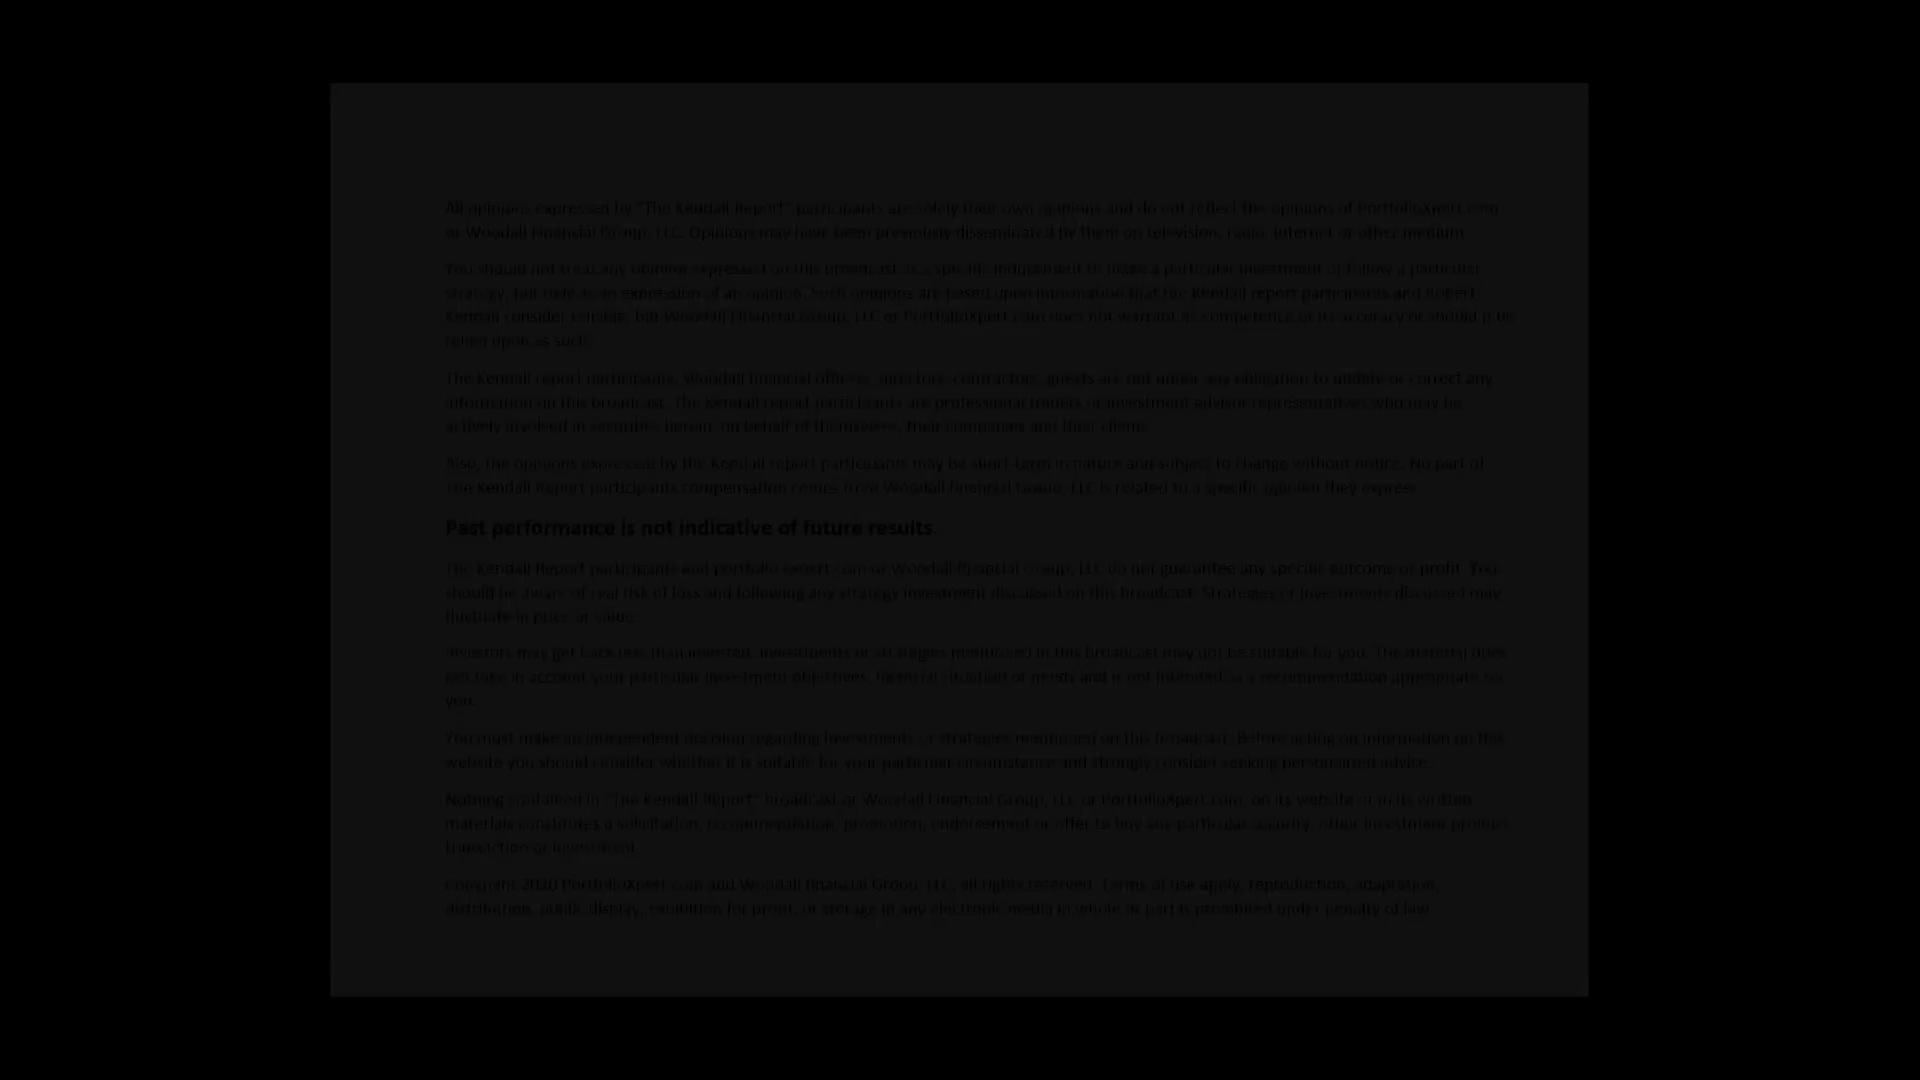 All opinions expressed by "The Kendall Report" participants are solely their own opinions and do not reflect the opinions of PortfolioXpert.com
or Woodall Financial Group, LLC. Opinions may have been previously disseminated by them on television, radio, internet or other medium.
You should not treat any opinion expressed on this broadcast as a specific inducement to make a particular investment or follow a particular
strategy, but only as an expression of an opinion. Such opinions are based upon information that the Kendall report participants and Robert
Kendall consider reliable, but Woodall Financial Group, LLC or PortfolioXpert.com does not warrant its or its accuracy or should it be
relied upon as such.
The Kendall report participants, Woodall financial officers, directors, contractors, guests are not under any obligation to update or correct any
information on this broadcast. The Kendall report participants are professional traders or investment advisor representatives who may be
actively involved in securities herein, on behalf of themselves, their companies and their clients.
Also, the opinions expressed by the Kendall report participants may be short-term in nature and subject to change without notice. No part of
The Kendall Report participants compensation comes from Woodall Financial Group, LLC is related to a specific opinion they express.
Past performance is not indicative of future results.
The Kendall Report participants and portfolio expert.com or Woodall Financial Group, LLC do not guarantee any specific outcome or profit. You
should be aware of real risk of loss and following any strategy investment discussed on this broadcast. Strategies or investments discussed may
fluctuate in price or value.
Investors may get back less than invested. Investments or strategies mentioned in this broadcast may not be suitable for you. The material does
not take in account your particular investment objectives, financial situation or needs and is not intended as a recommendation appropriate for
you.
You must make an independent decision regarding investments or strategies mentioned on this broadcast. Before acting on information on this
website you should consider whether it is suitable for your particular circumstance and strongly consider seeking personalized advice.
Nothing contained in "The Kendall Report" broadcast or Woodall Financial Group, LLC or PortfolioXpert.com, on its website or in its written
materials constitutes a solicitation, recommendation, promotion, endorsement or offer to buy any particular security, other investment product,
transaction or investment.
Copyright 2020 PortfolioXpert.com and Woodall Financial Group, LLC, all rights reserved. Terms of use apply, reproduction, adaptation,
distribution, public display, exhibition for profit, or storage in any electronic media in whole or part is prohibited under penalty of law.